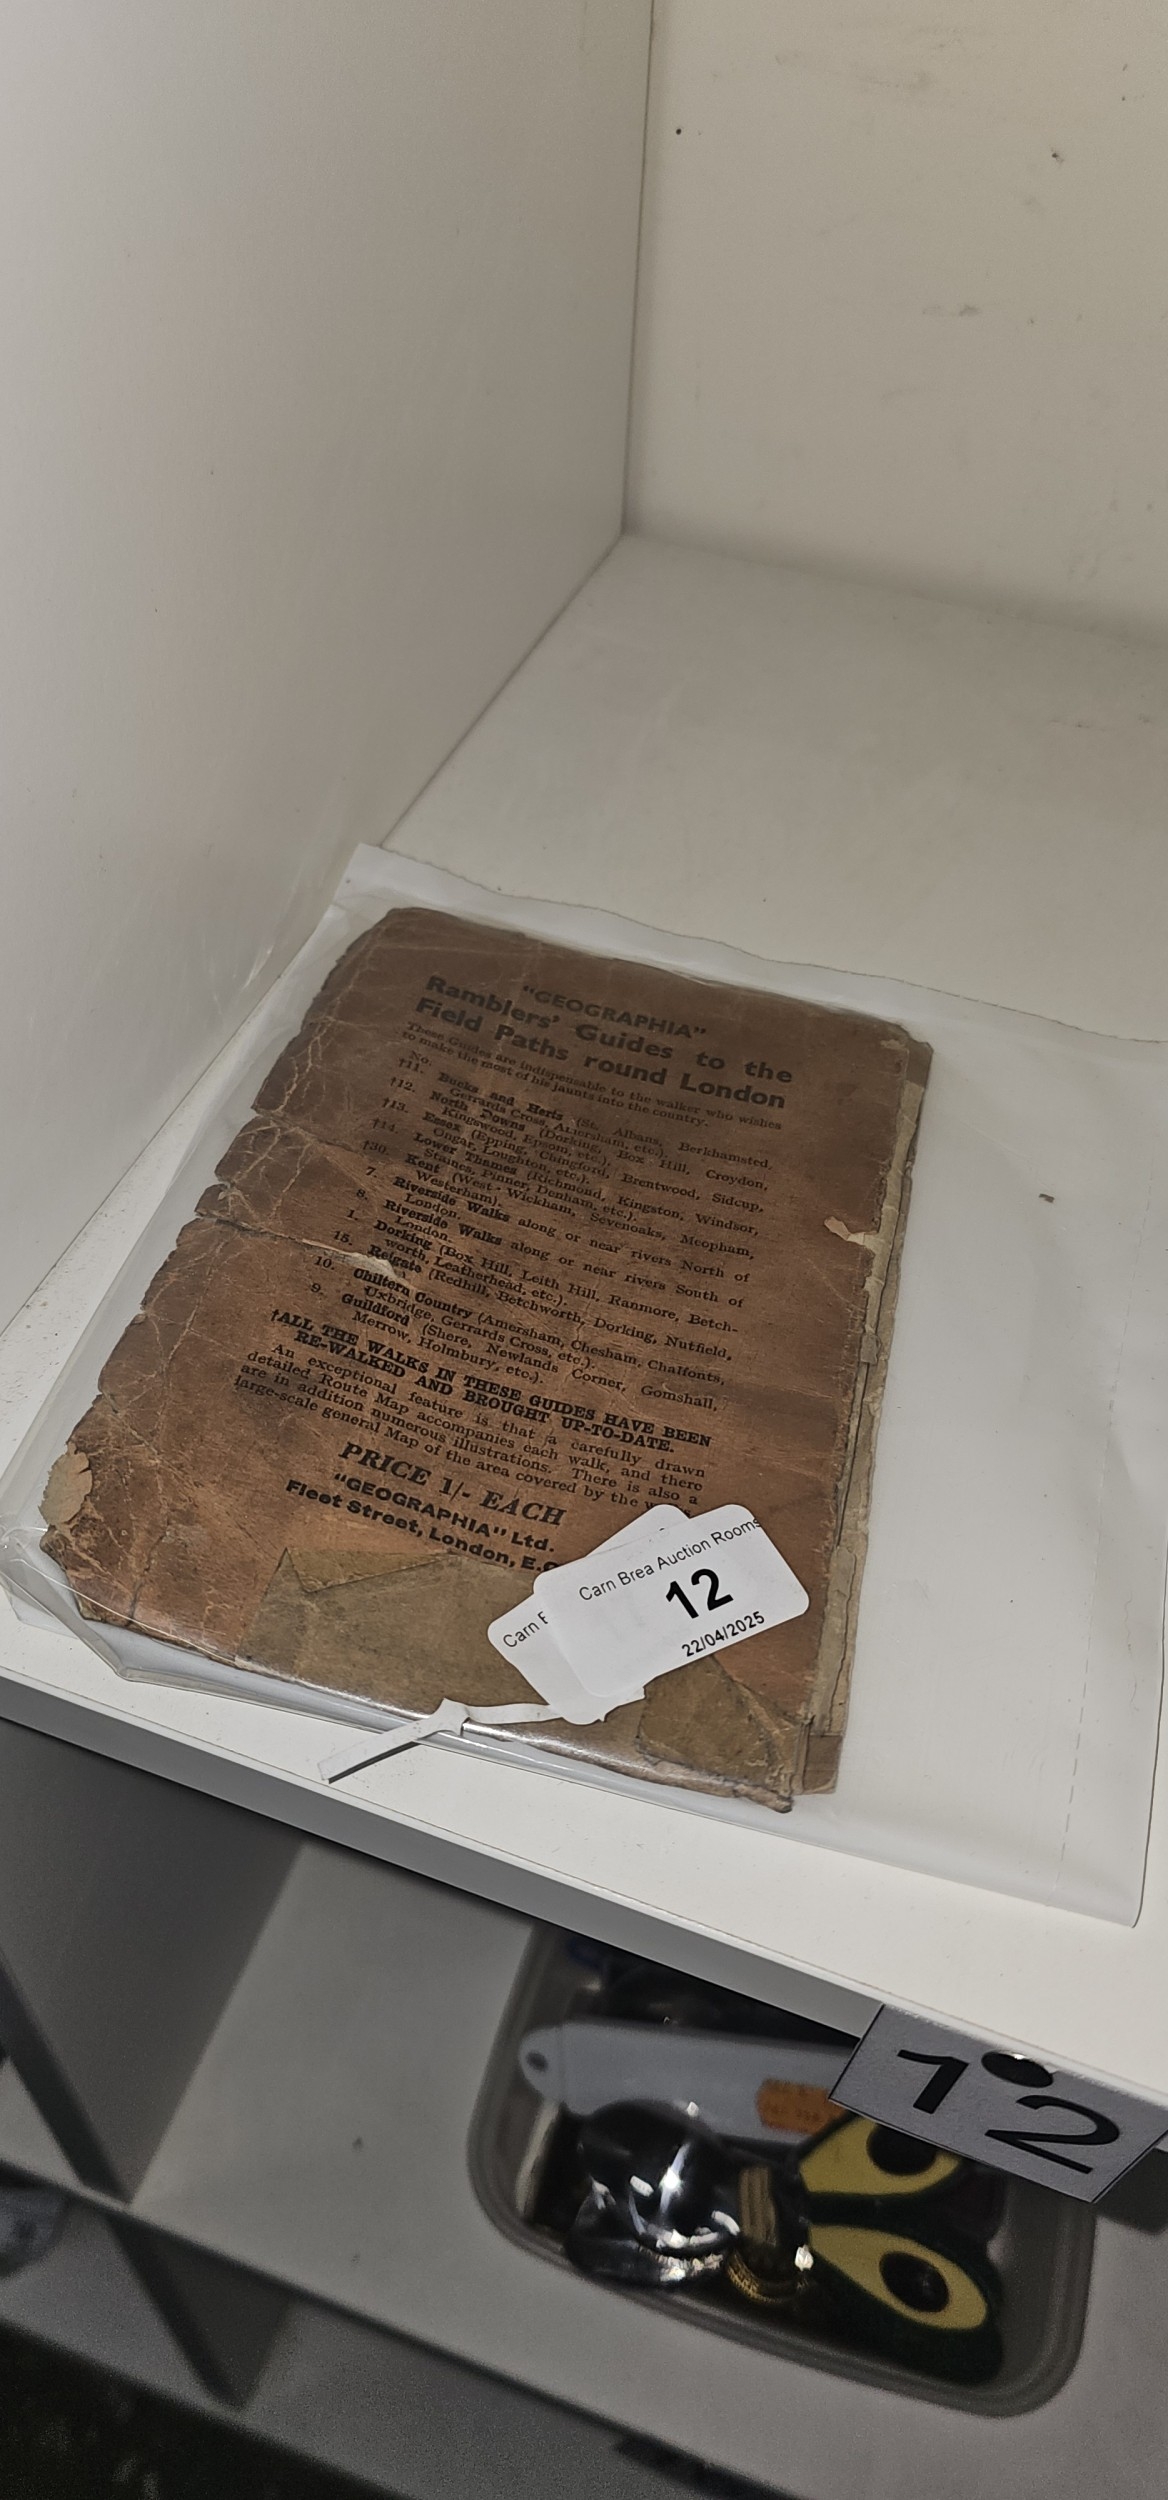 "GEOGRAPHIA"
Ramblers' Guides to the
Field Paths round London
These Guides are indispensable to the walker who wishes
to make the most of his jaunts into the country.
No.
†11. Bucks and Herts (St. Albans, Berkhamsted,
Gerrards Cross, Amersham, etc.).
†12. North Downs (Dorking, Box Hill, Croydon,
Kingswood, Epsom, etc.).
†13. Essex (Epping, Chingford, Brentwood, Sidcup,
Ongar, Loughton, etc.).
†14. Lower Thames (Richmond, Kingston, Windsor,
Staines, Pinner, Denham, etc.).
†30. Kent (West Wickham, Sevenoaks, Meopham,
Westerham).
7. Riverside Walks along or near rivers North of
London.
8. Riverside Walks along or near rivers South of
London.
1. Dorking (Box Hill, Leith Hill, Ranmore, Betch-
worth, Leatherhead, etc.).
15. Reigate (Redhill, Betchworth, Dorking, Nutfield,
10. Chiltern Country (Amersham, Chesham, Chalfonts,
Uxbridge, Gerrards Cross, etc.).
9. Guildford (Shere, Newlands Corner, Gomshall,
Merrow, Holmbury, etc.).
†ALL THE WALKS IN THESE GUIDES HAVE BEEN
RE-WALKED AND BROUGHT UP-TO-DATE.
An exceptional feature is that a carefully drawn
detailed Route Map accompanies each walk, and there
are in addition numerous illustrations. There is also a
large-scale general Map of the area covered by the
PRICE 1/- EACH
"GEOGRAPHIA" Ltd.
Fleet Street, London, E.C
Carn Brea Auction Rooms
12
22/04/2025
Carn
12